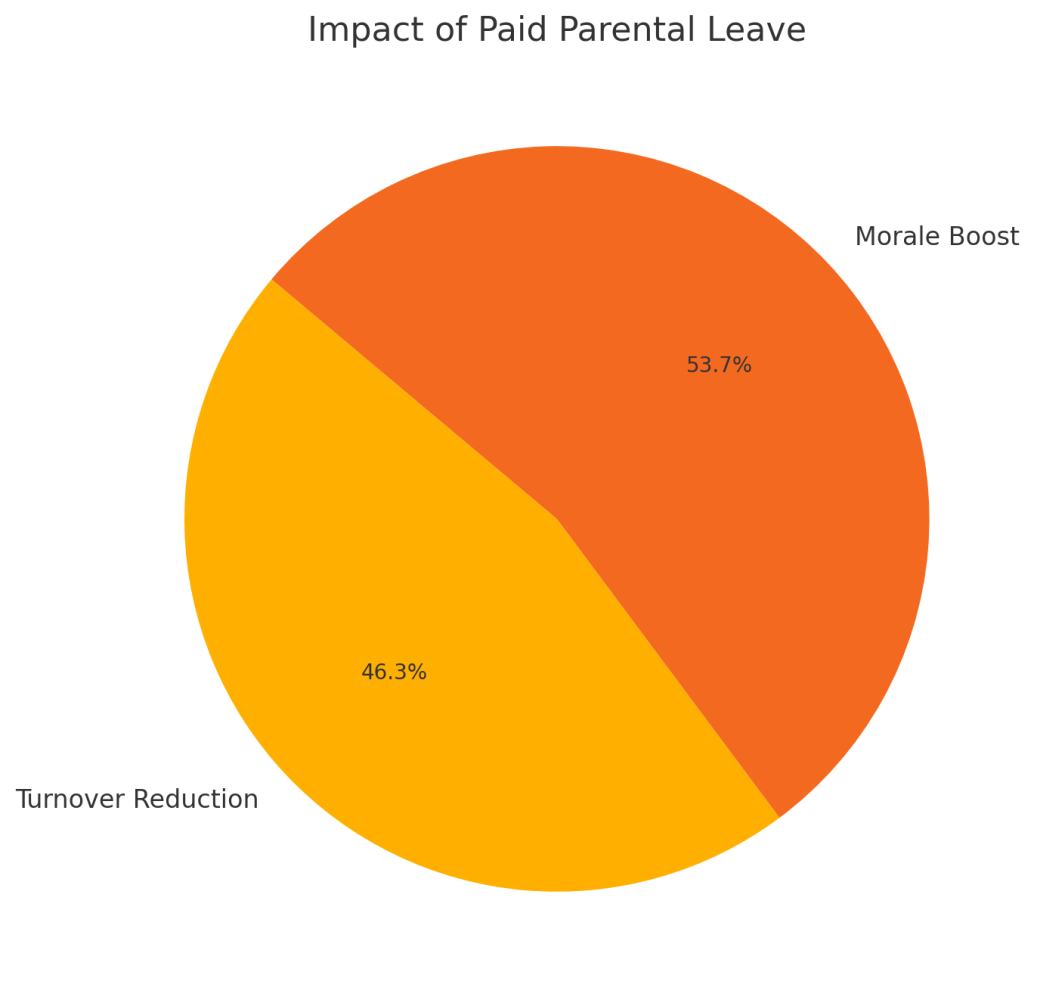 Impact of Paid Parental Leave
Morale Boost
53.7%
46.3%
Turnover Reduction